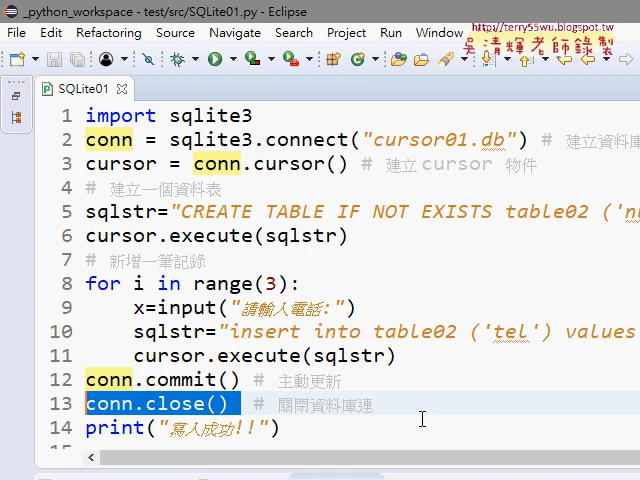 _python_workspace - test/src/SQLite01.py - Eclipse
File Edit Refactoring Source Navigate Search Project Run Window
http://terry55wu.blogspot.tw
吳清輝老師錄製
SQLite01
1 import sqlite3
2 conn = sqlite3.connect("cursor01.db") # 建立資料庫
3 cursor = conn.cursor() # 建立 cursor 物件
4 # 建立一個資料表
5 sqlstr="CREATE TABLE IF NOT EXISTS table02 ('nu
6 cursor.execute(sqlstr)
7 # 新增一筆記錄
8 for i in range(3):
9 x=input("請輸入電話:")
10 sqlstr="insert into table02 ('tel') values
11 cursor.execute(sqlstr)
12 conn.commit() # 主動更新
13 conn.close() # 關閉資料庫連
14 print("寫入成功!!")